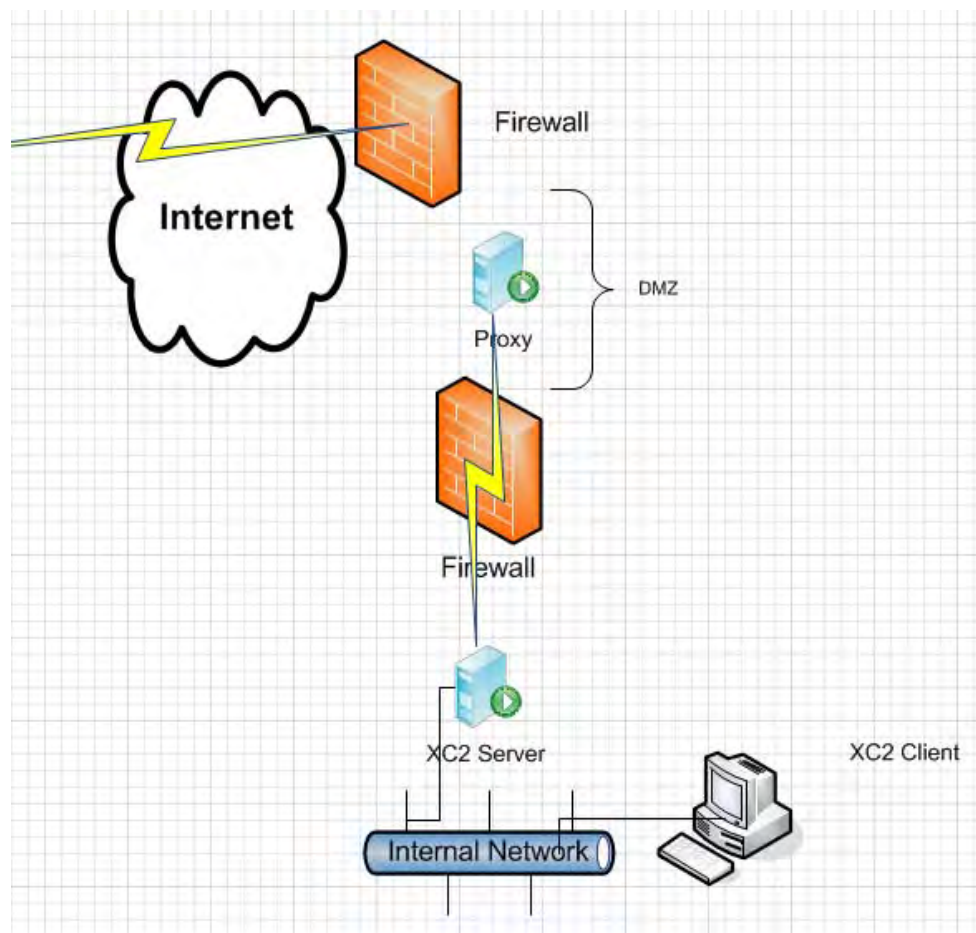 Firewall
Internet
DMZ
Proxy
Firewall
XC2 Server
XC2 Client
Internal Network